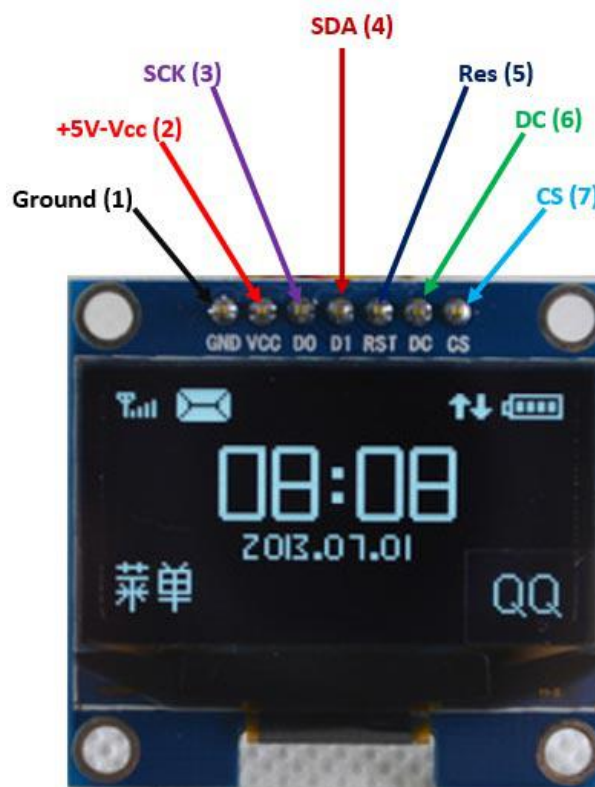 SDA (4)
SCK (3)
Res (5)
+5V-Vcc (2)
DC (6)
Ground (1)
CS (7)
GND VCC D0 D1 RST DC CS
08:08
2013.07.01
菜单
QQ